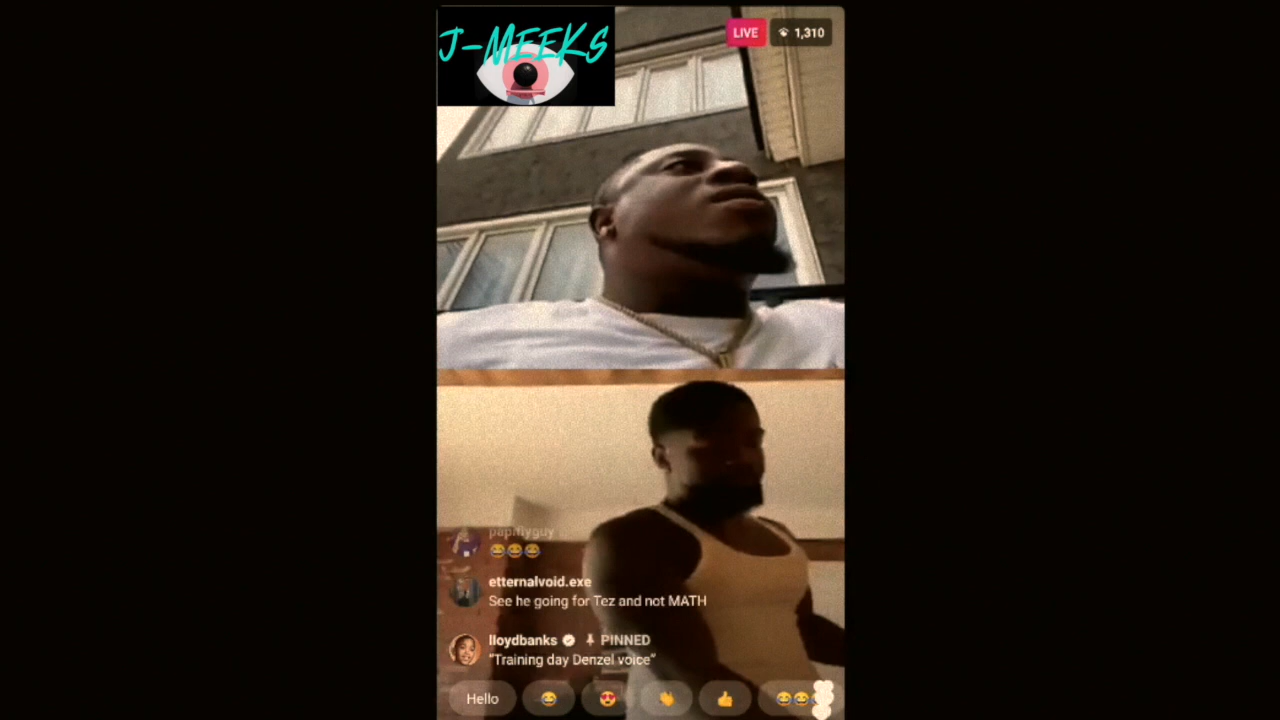 J-MEEKS
LIVE 1,310
papiflyguy
😂😂😂
etternalvoid.exe
See he going for Tez and not MATH
lloydbanks PINNED
"Training day Denzel voice"
Hello 😂 😍 👏 👍 😂😂